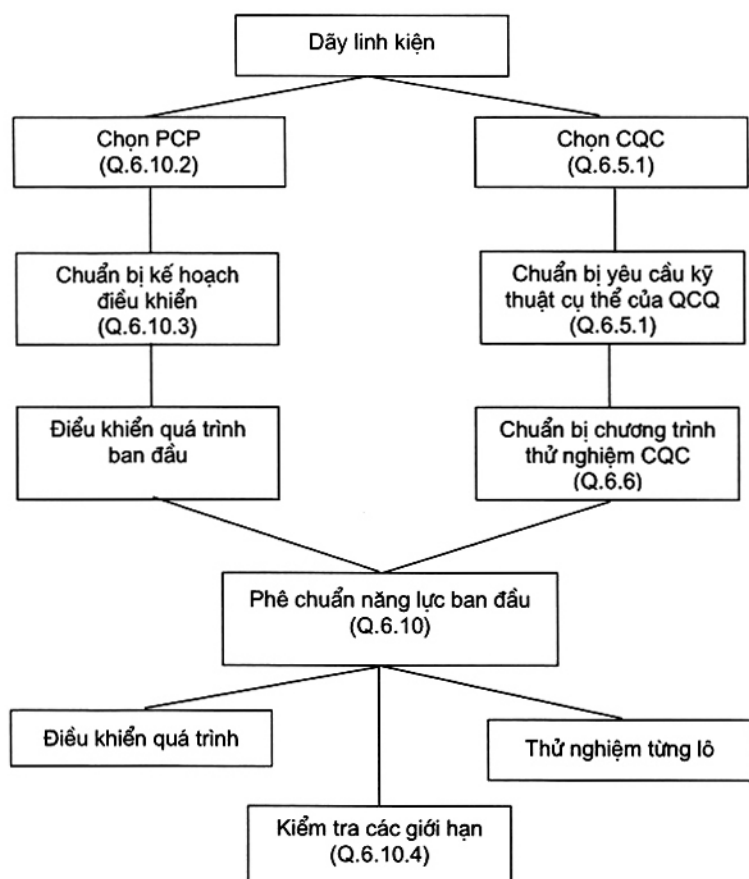 Dãy linh kiện
Chọn PCP
(Q.6.10.2)
Chọn CQC
(Q.6.5.1)
Chuẩn bị kế hoạch
điều khiển
(Q.6.10.3)
Chuẩn bị yêu cầu kỹ
thuật cụ thể của QCQ
(Q.6.5.1)
Điều khiển quá trình
ban đầu
Chuẩn bị chương trình
thử nghiệm CQC
(Q.6.6)
Phê chuẩn năng lực ban đầu
(Q.6.10)
Điều khiển quá trình
Thử nghiệm từng lô
Kiểm tra các giới hạn
(Q.6.10.4)